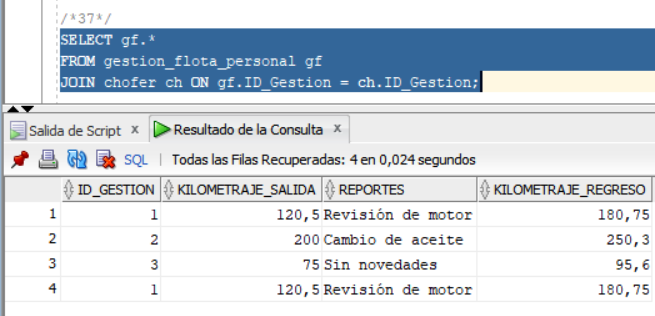 /*37*/
SELECT gf.*
FROM gestion_flota_personal gf
JOIN chofer ch ON gf.ID_Gestion = ch.ID_Gestion;
Salida de Script x Resultado de la Consulta x
SQL | Todas las Filas Recuperadas: 4 en 0,024 segundos
ID_GESTION KILOMETRAJE_SALIDA REPORTES KILOMETRAJE_REGRESO
1 1 120,5 Revisión de motor 180,75
2 2 200 Cambio de aceite 250,3
3 3 75 Sin novedades 95,6
4 1 120,5 Revisión de motor 180,75